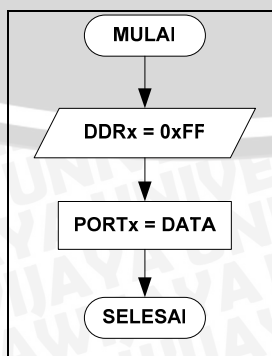 MULAI
DDRx = 0xFF
PORTx = DATA
SELESAI